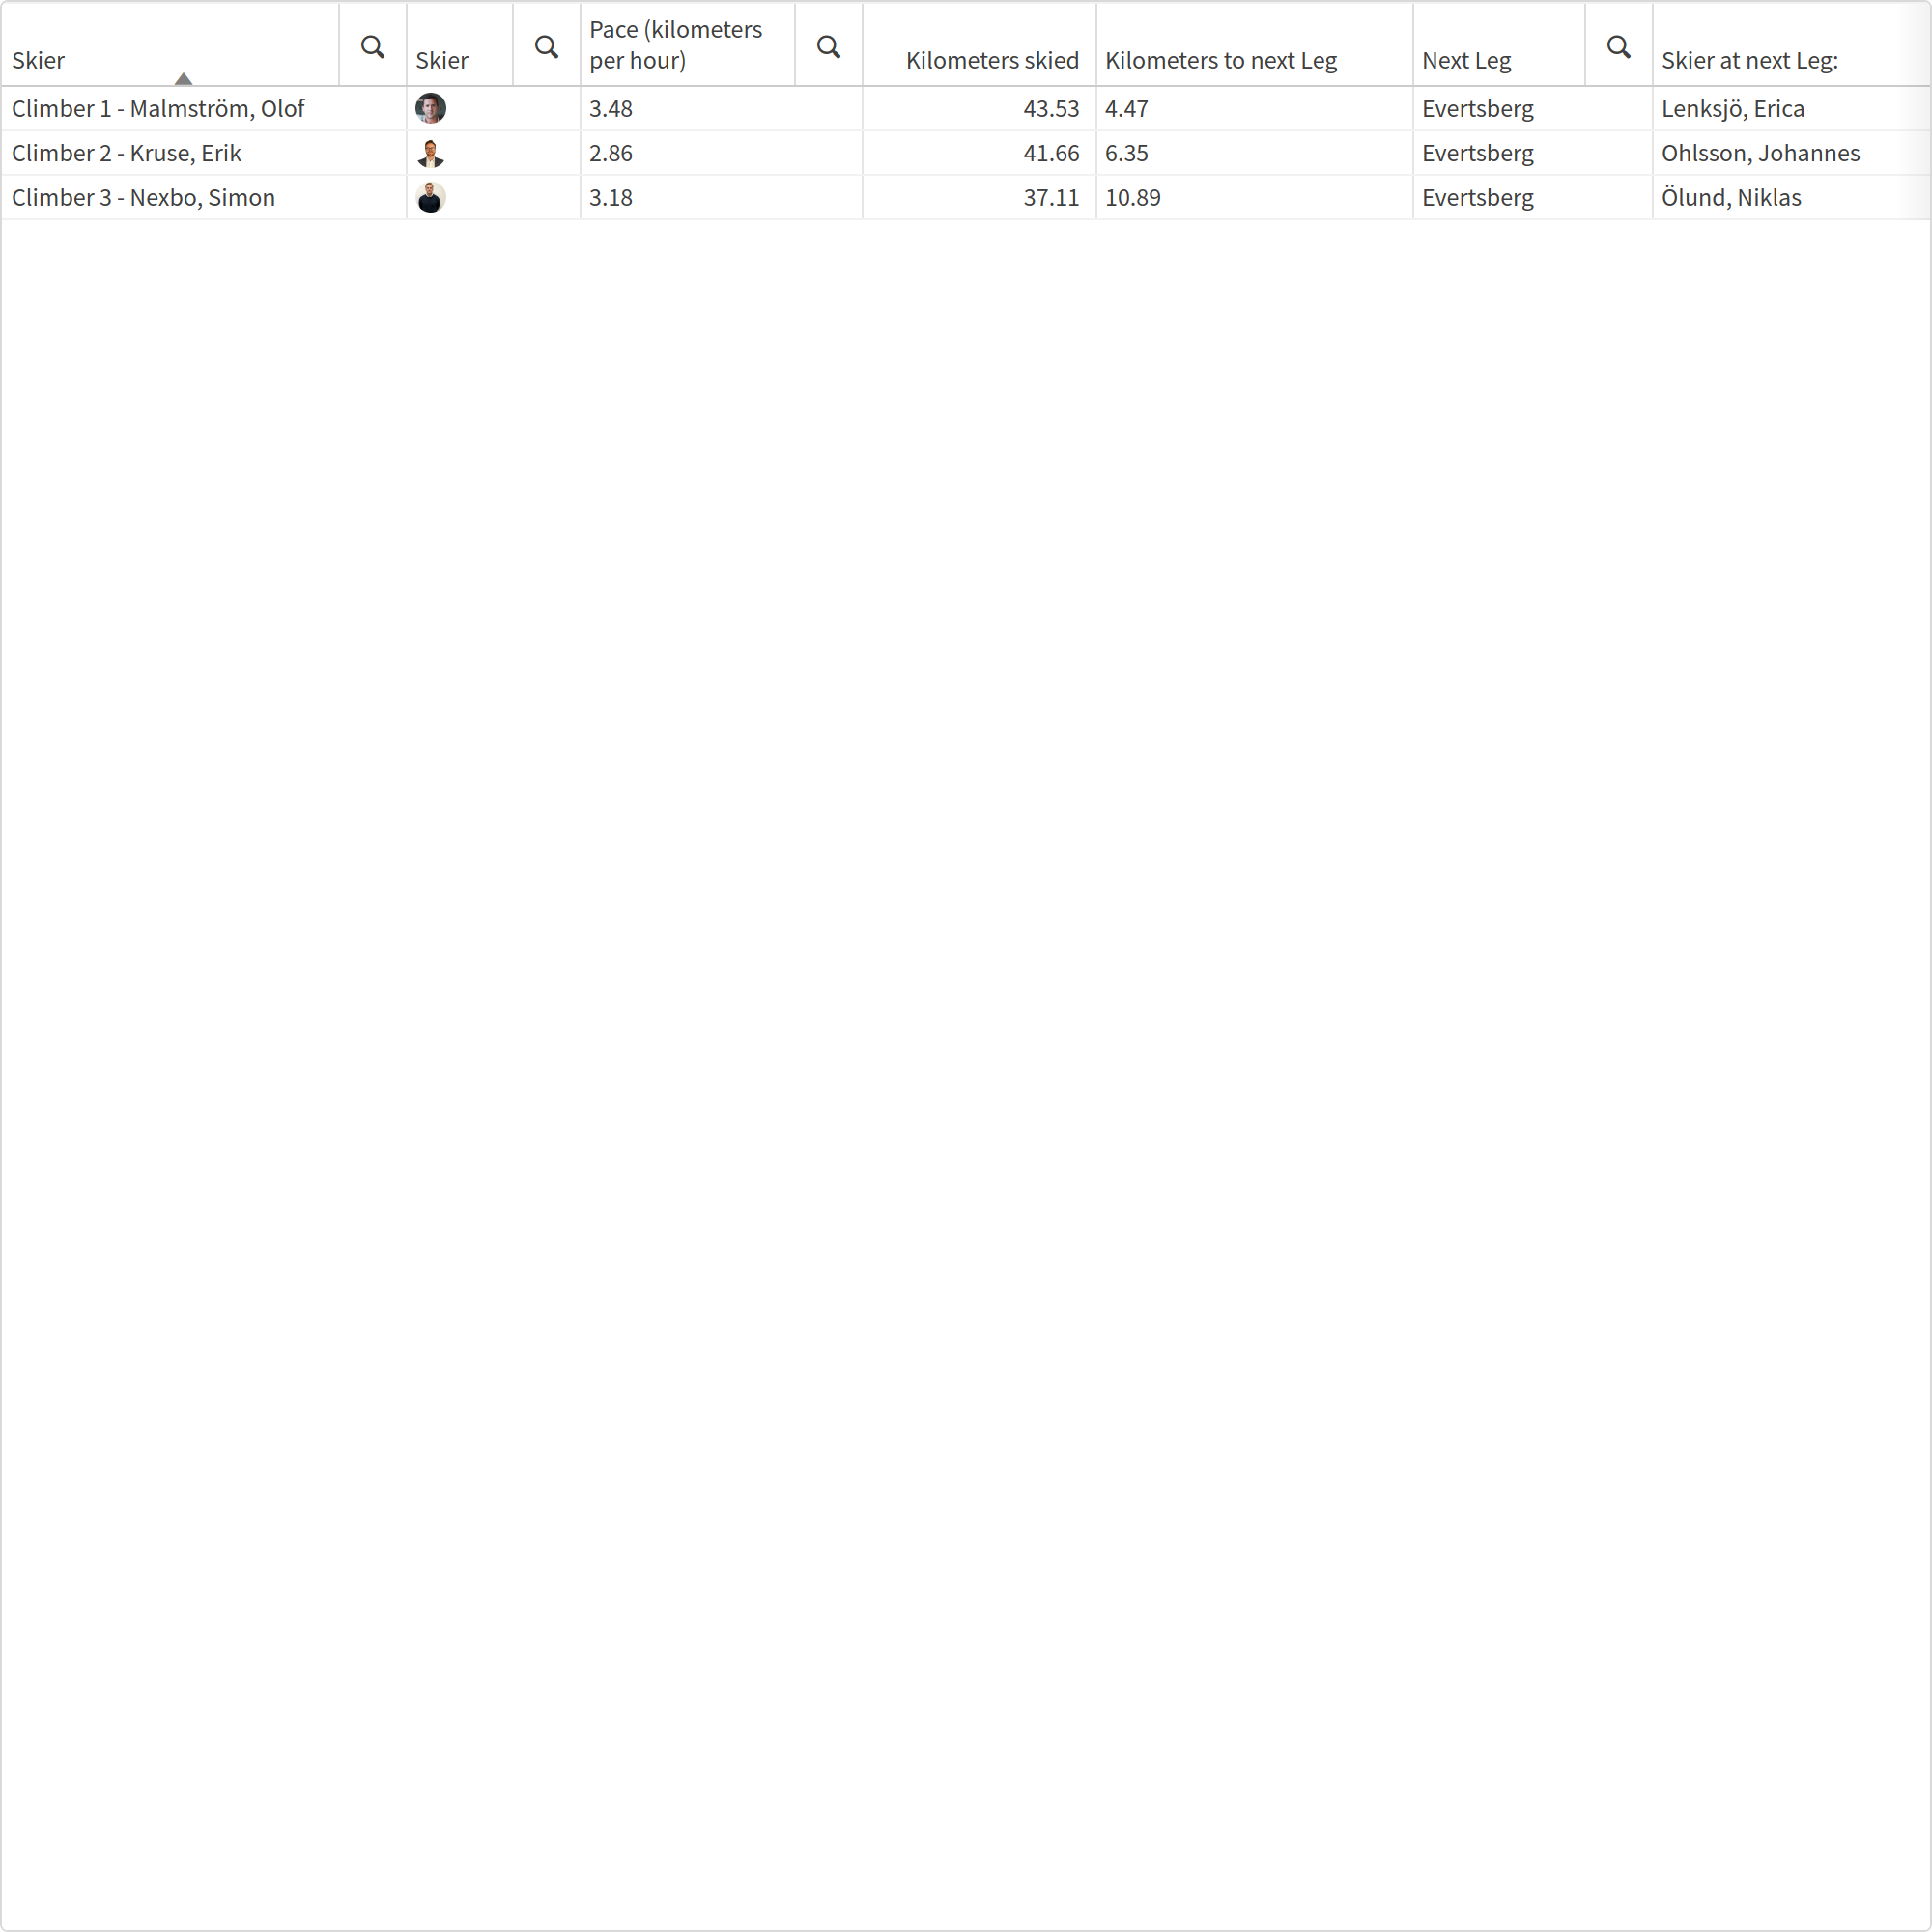 Skier Skier Pace (kilometers per hour) Kilometers skied Kilometers to next Leg Next Leg Skier at next Leg:
Climber 1 - Malmström, Olof 3.48 43.53 4.47 Evertsberg Lenksjö, Erica
Climber 2 - Kruse, Erik 2.86 41.66 6.35 Evertsberg Ohlsson, Johannes
Climber 3 - Nexbo, Simon 3.18 37.11 10.89 Evertsberg Ölund, Niklas